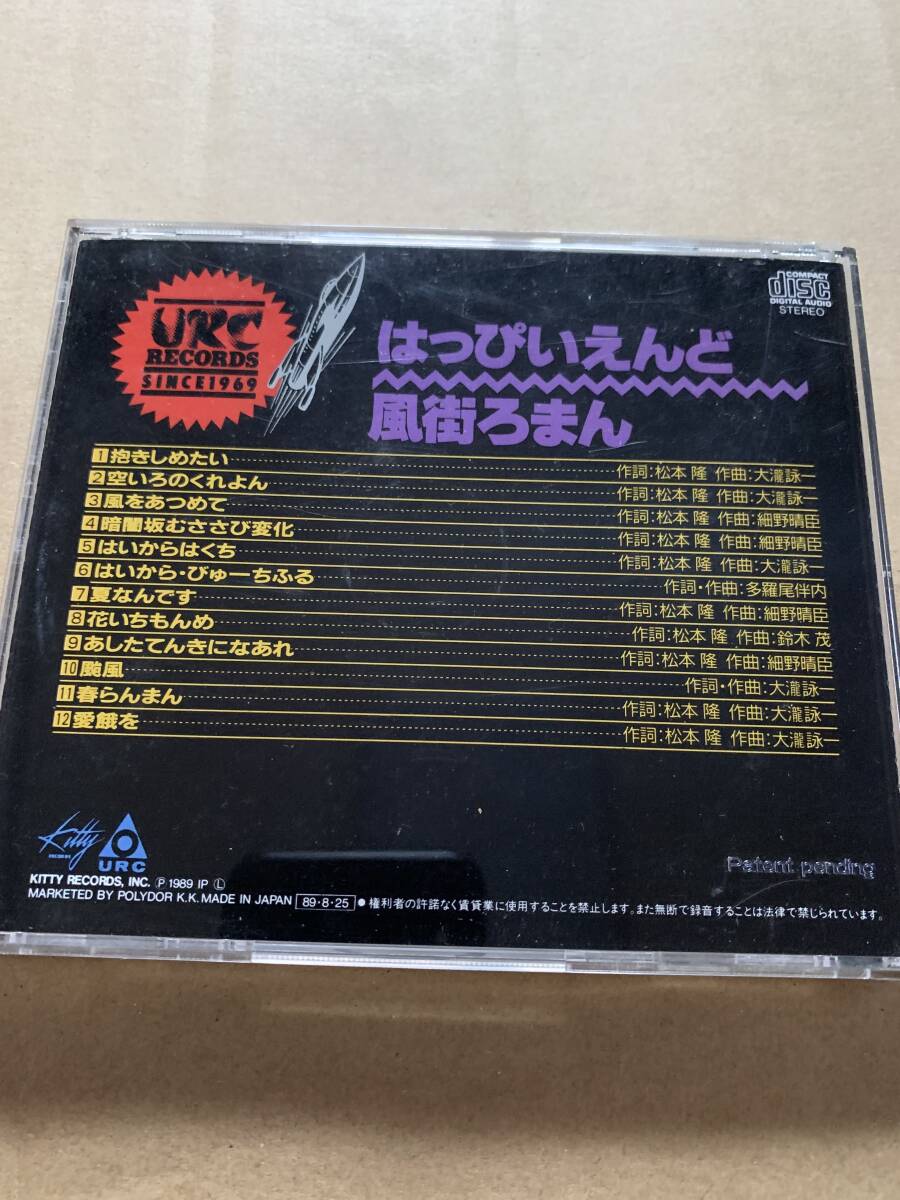 URC
RECORDS
SINCE1969
COMPACT
disc
DIGITAL AUDIO
STEREO
はっぴいえんど
風街ろまん
1 抱きしめたい 作詞:松本 隆 作曲:大瀧詠一
2 空いろのくれよん 作詞:松本 隆 作曲:大瀧詠一
3 風をあつめて 作詞:松本 隆 作曲:細野晴臣
4 暗闇坂むささび変化 作詞:松本 隆 作曲:細野晴臣
5 はいからはくち 作詞:松本 隆 作曲:大瀧詠一
6 はいから・びゅーちふる 作詞・作曲:多羅尾伴内
7 夏なんです 作詞:松本 隆 作曲:細野晴臣
8 花いちもんめ 作詞:松本 隆 作曲:鈴木 茂
9 あしたてんきになあれ 作詞:松本 隆 作曲:細野晴臣
10 颱風 作詞・作曲:大瀧詠一
11 春らんまん 作詞:松本 隆 作曲:大瀧詠一
12 愛餓を 作詞:松本 隆 作曲:大瀧詠一
Kitty
RECORDS
URC
Patent pending
KITTY RECORDS, INC. Ⓟ 1989 IP Ⓛ
MARKETED BY POLYDOR K.K. MADE IN JAPAN 89・8・25 ●権利者の許諾なく賃貸業に使用することを禁止します。また無断で録音することは法律で禁じられています。